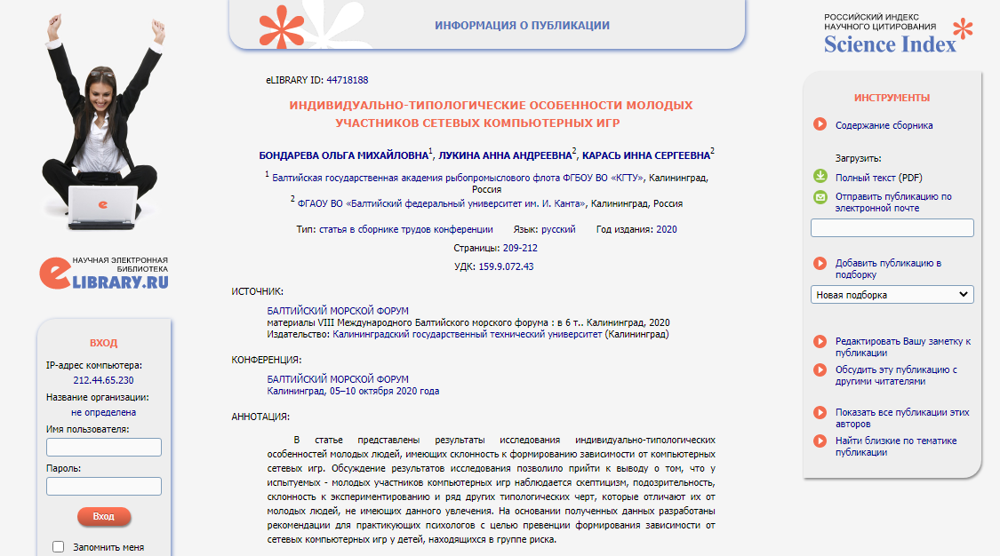 НАУЧНАЯ ЭЛЕКТРОННАЯ
БИБЛИОТЕКА
eLIBRARY.RU
ВХОД
IP-адрес компьютера:
212.44.65.230
Название организации:
не определена
Имя пользователя:
Пароль:
Вход
Запомнить меня
ИНФОРМАЦИЯ О ПУБЛИКАЦИИ
eLIBRARY ID: 44718188
ИНДИВИДУАЛЬНО-ТИПОЛОГИЧЕСКИЕ ОСОБЕННОСТИ МОЛОДЫХ
УЧАСТНИКОВ СЕТЕВЫХ КОМПЬЮТЕРНЫХ ИГР
БОНДАРЕВА ОЛЬГА МИХАЙЛОВНА1, ЛУКИНА АННА АНДРЕЕВНА2, КАРАСЬ ИННА СЕРГЕЕВНА2
1 Балтийская государственная академия рыбопромыслового флота ФГБОУ ВО «КГТУ», Калининград,
Россия
2 ФГАОУ ВО «Балтийский федеральный университет им. И. Канта», Калининград, Россия
Тип: статья в сборнике трудов конференции Язык: русский Год издания: 2020
Страницы: 209-212
УДК: 159.9.072.43
ИСТОЧНИК:
БАЛТИЙСКИЙ МОРСКОЙ ФОРУМ
материалы VIII Международного Балтийского морского форума : в 6 т.. Калининград, 2020
Издательство: Калининградский государственный технический университет (Калининград)
КОНФЕРЕНЦИЯ:
БАЛТИЙСКИЙ МОРСКОЙ ФОРУМ
Калининград, 05–10 октября 2020 года
АННОТАЦИЯ:
В статье представлены результаты исследования индивидуально-типологических
особенностей молодых людей, имеющих склонность к формированию зависимости от компьютерных
сетевых игр. Обсуждение результатов исследования позволило прийти к выводу о том, что у
испытуемых - молодых участников компьютерных игр наблюдается скептицизм, подозрительность,
склонность к экспериментированию и ряд других типологических черт, которые отличают их от
молодых людей, не имеющих данного увлечения. На основании полученных данных разработаны
рекомендации для практикующих психологов с целью превенции формирования зависимости от
сетевых компьютерных игр у детей, находящихся в группе риска.
РОССИЙСКИЙ ИНДЕКС
НАУЧНОГО ЦИТИРОВАНИЯ
Science Index
ИНСТРУМЕНТЫ
Содержание сборника
Загрузить:
Полный текст (PDF)
Отправить публикацию по
электронной почте
Добавить публикацию в
подборку
Новая подборка
Редактировать Вашу заметку к
публикации
Обсудить эту публикацию с
другими читателями
Показать все публикации этих
авторов
Найти близкие по тематике
публикации